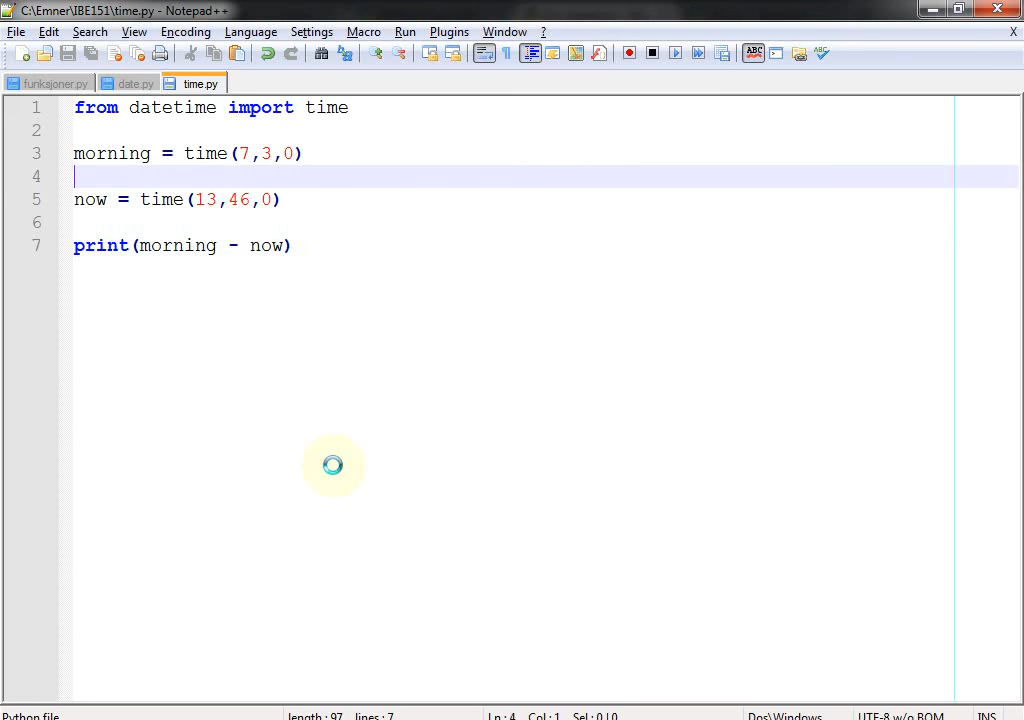 C:\Emner\IBE151\time.py - Notepad++
File Edit Search View Encoding Language Settings Macro Run Plugins Window ? X
ABC ABC
funksjoner.py date.py time.py
1 from datetime import time
2
3 morning = time(7,3,0)
4
5 now = time(13,46,0)
6
7 print(morning - now)
Python file length : 97 lines : 7 Ln : 4 Col : 1 Sel : 0 | 0 Dos\Windows UTF-8 w/o BOM INS